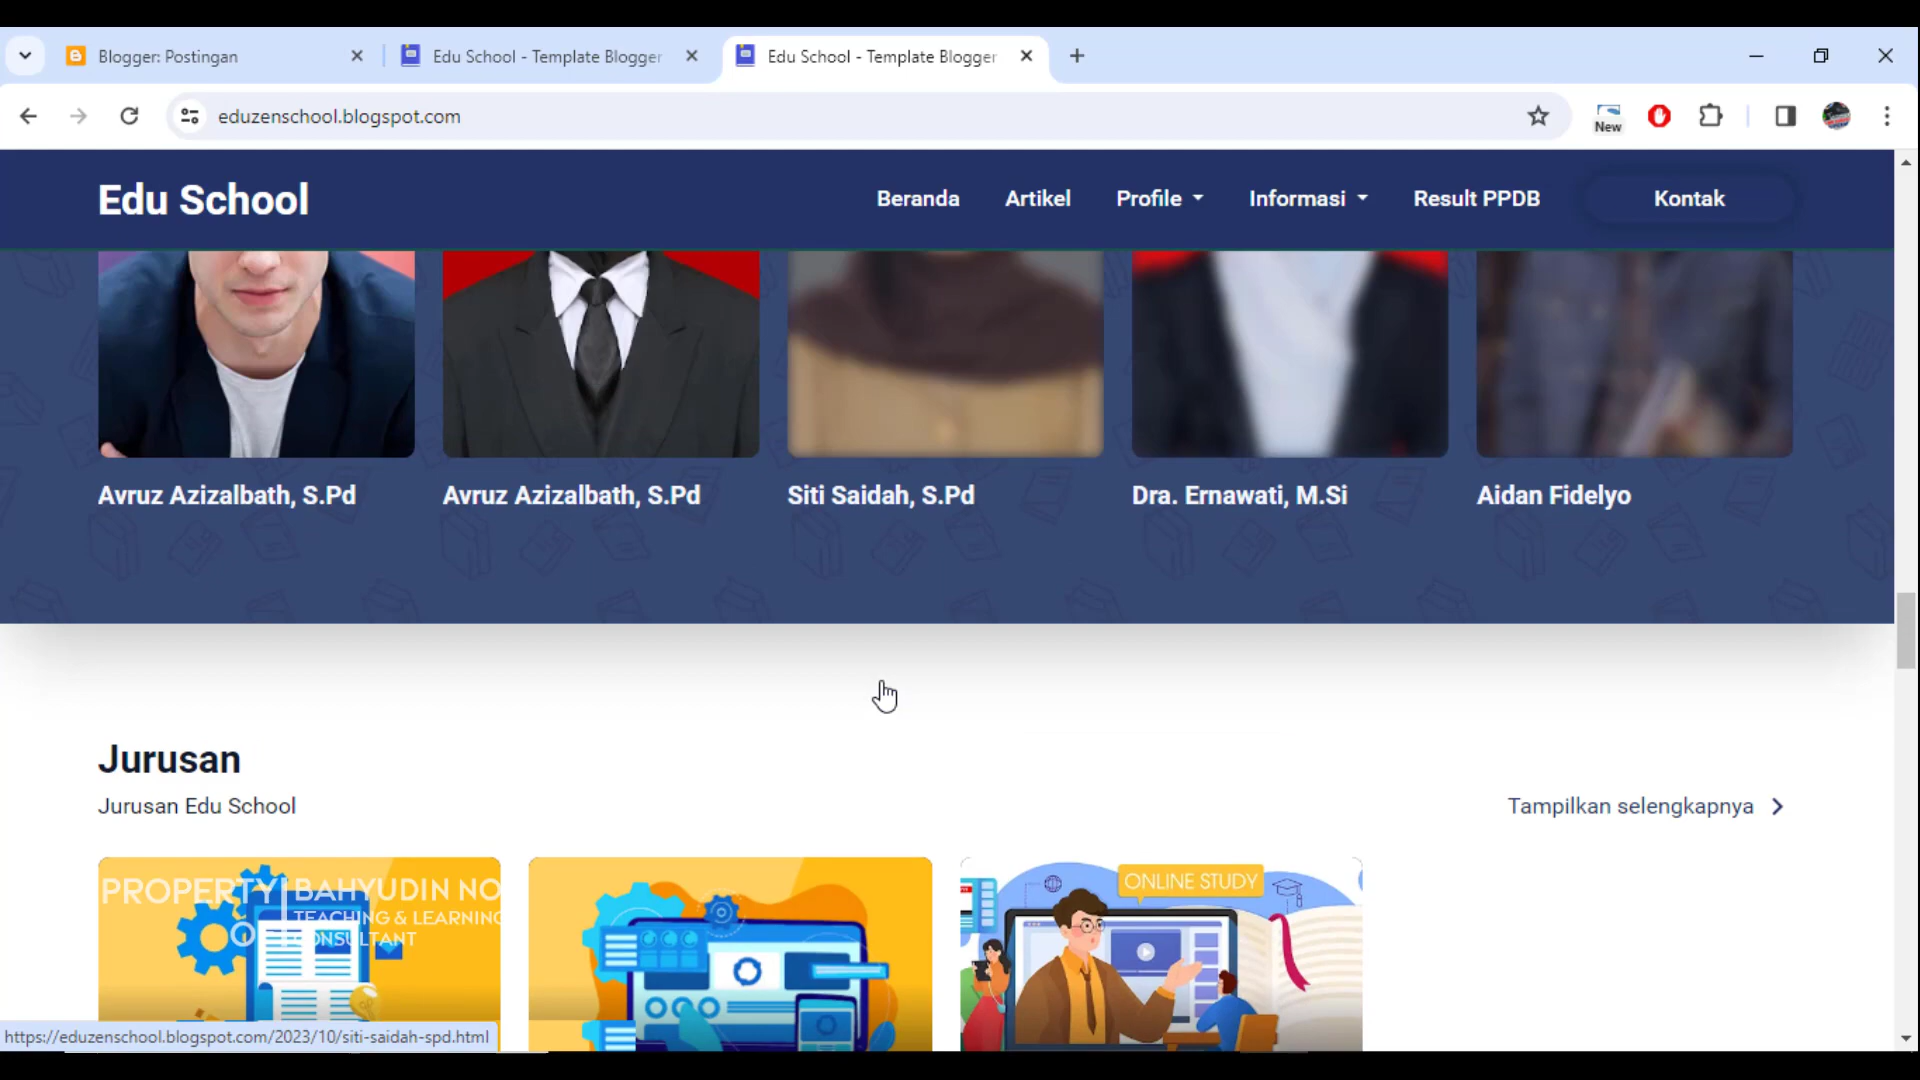 Blogger: Postingan
Edu School - Template Blogger
Edu School - Template Blogger
eduzenschool.blogspot.com
New
Edu School
Beranda
Artikel
Profile
Informasi
Result PPDB
Kontak
Avruz Azizalbath, S.Pd
Avruz Azizalbath, S.Pd
Siti Saidah, S.Pd
Dra. Ernawati, M.Si
Aidan Fidelyo
Jurusan
Jurusan Edu School
Tampilkan selengkapnya
PROPERTY OF
BAHYUDIN NO
TEACHING & LEARNING
CONSULTANT
ONLINE STUDY
https://eduzenschool.blogspot.com/2023/10/siti-saidah-spd.html